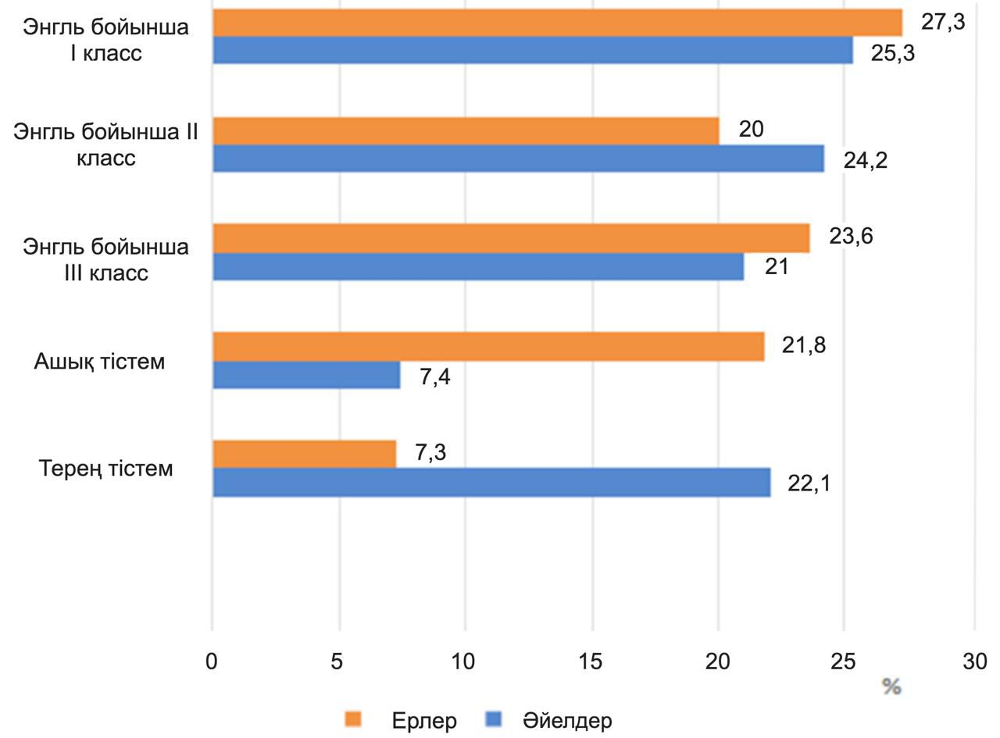 Энгль бойынша
I класс
27,3
25,3
Энгль бойынша II
класс
20
24,2
Энгль бойынша
III класс
23,6
21
Ашық тістем
21,8
7,4
Терең тістем
7,3
22,1
0 5 10 15 20 25 30
%
Ерлер Әйелдер